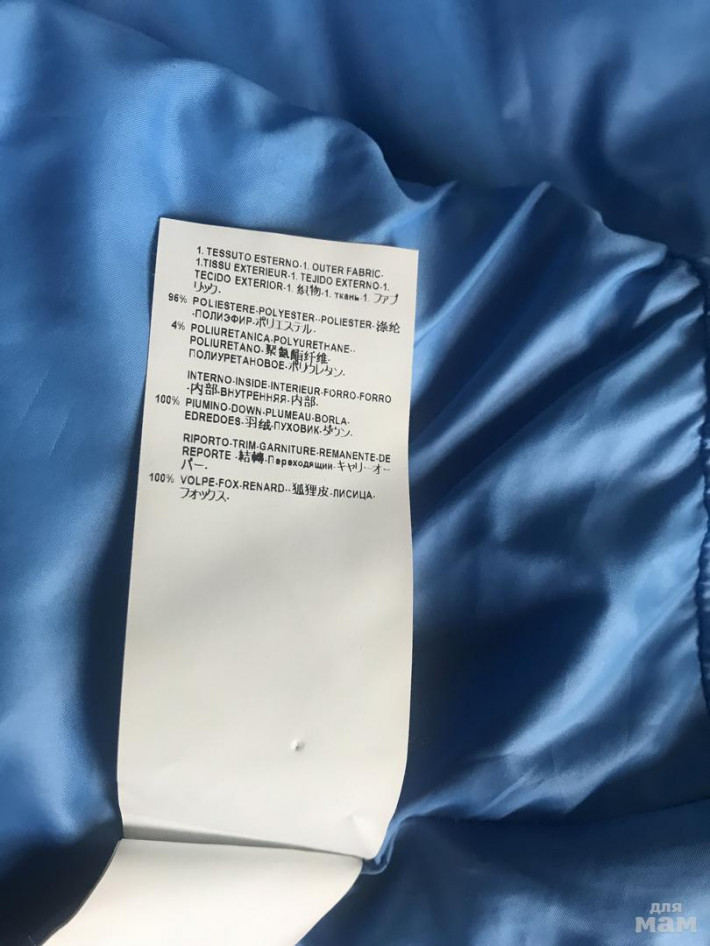 1. TESSUTO ESTERNO-1. OUTER FABRIC-
1.TISSU EXTERIEUR-1. TEJIDO EXTERNO-1.
TECIDO EXTERIOR-1. 織物-1. ткань-1. ファブ
リック.
96% POLIESTERE-POLYESTER--POLIESTER-涤纶
-ПОЛИЭФИР-ポリエステル.
4% POLIURETANICA-POLYURETHANE--
POLIURETANO-聚氨酯纤维-
ПОЛИУРЕТАНОВОЕ-ポリウレタン.
INTERNO-INSIDE-INTERIEUR-FORRO-FORRO
-内部-ВНУТРЕННЯЯ-内部.
100% PIUMINO-DOWN-PLUMEAU-BORLA-
EDREDOES-羽绒-ПУХОВИК-ダウン.
RIPORTO-TRIM-GARNITURE-REMANENTE-DE
REPORTE -結轉-Переходящий-キャリーオー
バー.
100% VOLPE-FOX-RENARD--狐狸皮-ЛИСИЦА-
フォックス.
для
мам